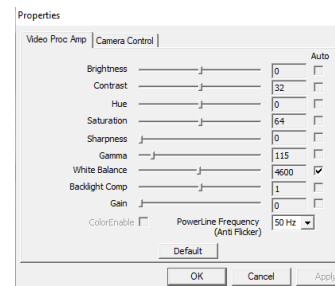 Properties
Video Proc Amp
Camera Control
Auto
Brightness 0
Contrast 32
Hue 0
Saturation 64
Sharpness 0
Gamma 115
White Balance 4600
Backlight Comp 1
Gain 0
ColorEnable PowerLine Frequency 50 Hz
(Anti Flicker)
Default
OK Cancel Apply